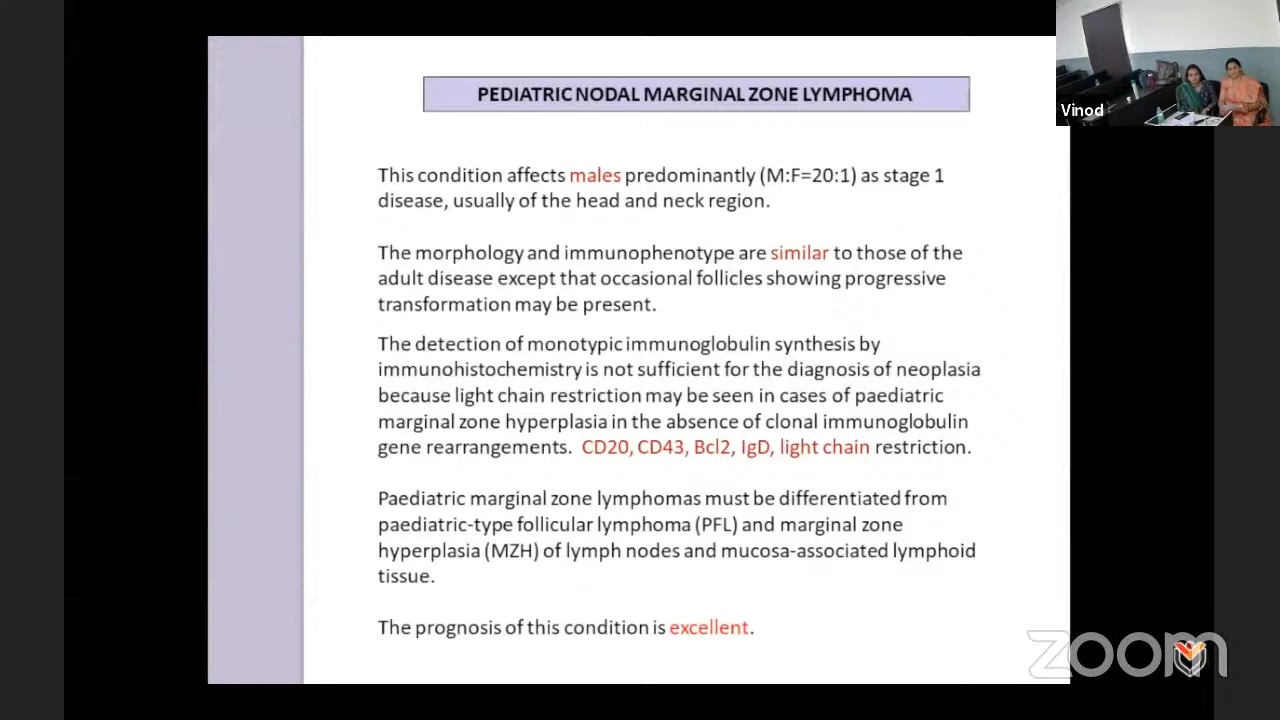 PEDIATRIC NODAL MARGINAL ZONE LYMPHOMA
Vinod
This condition affects males predominantly (M:F=20:1) as stage 1
disease, usually of the head and neck region.
The morphology and immunophenotype are similar to those of the
adult disease except that occasional follicles showing progressive
transformation may be present.
The detection of monotypic immunoglobulin synthesis by
immunohistochemistry is not sufficient for the diagnosis of neoplasia
because light chain restriction may be seen in cases of paediatric
marginal zone hyperplasia in the absence of clonal immunoglobulin
gene rearrangements. CD20, CD43, Bcl2, IgD, light chain restriction.
Paediatric marginal zone lymphomas must be differentiated from
paediatric-type follicular lymphoma (PFL) and marginal zone
hyperplasia (MZH) of lymph nodes and mucosa-associated lymphoid
tissue.
The prognosis of this condition is excellent.
zoom